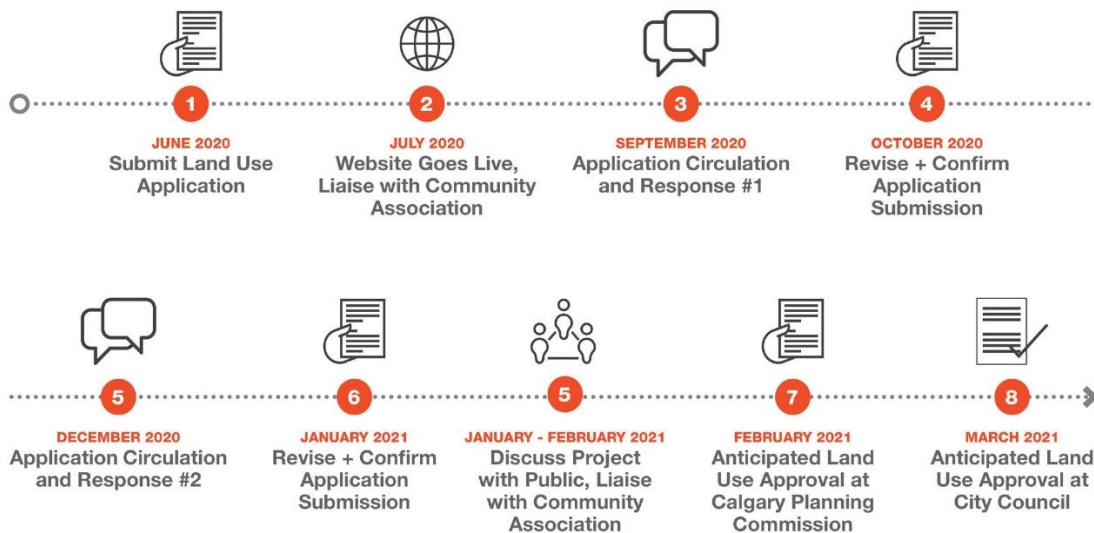 1
JUNE 2020
Submit Land Use
Application
2
JULY 2020
Website Goes Live,
Liaise with Community
Association
3
SEPTEMBER 2020
Application Circulation
and Response #1
4
OCTOBER 2020
Revise + Confirm
Application
Submission
5
DECEMBER 2020
Application Circulation
and Response #2
6
JANUARY 2021
Revise + Confirm
Application
Submission
5
JANUARY - FEBRUARY 2021
Discuss Project
with Public, Liaise
with Community
Association
7
FEBRUARY 2021
Anticipated Land
Use Approval at
Calgary Planning
Commission
8
MARCH 2021
Anticipated Land
Use Approval at
City Council